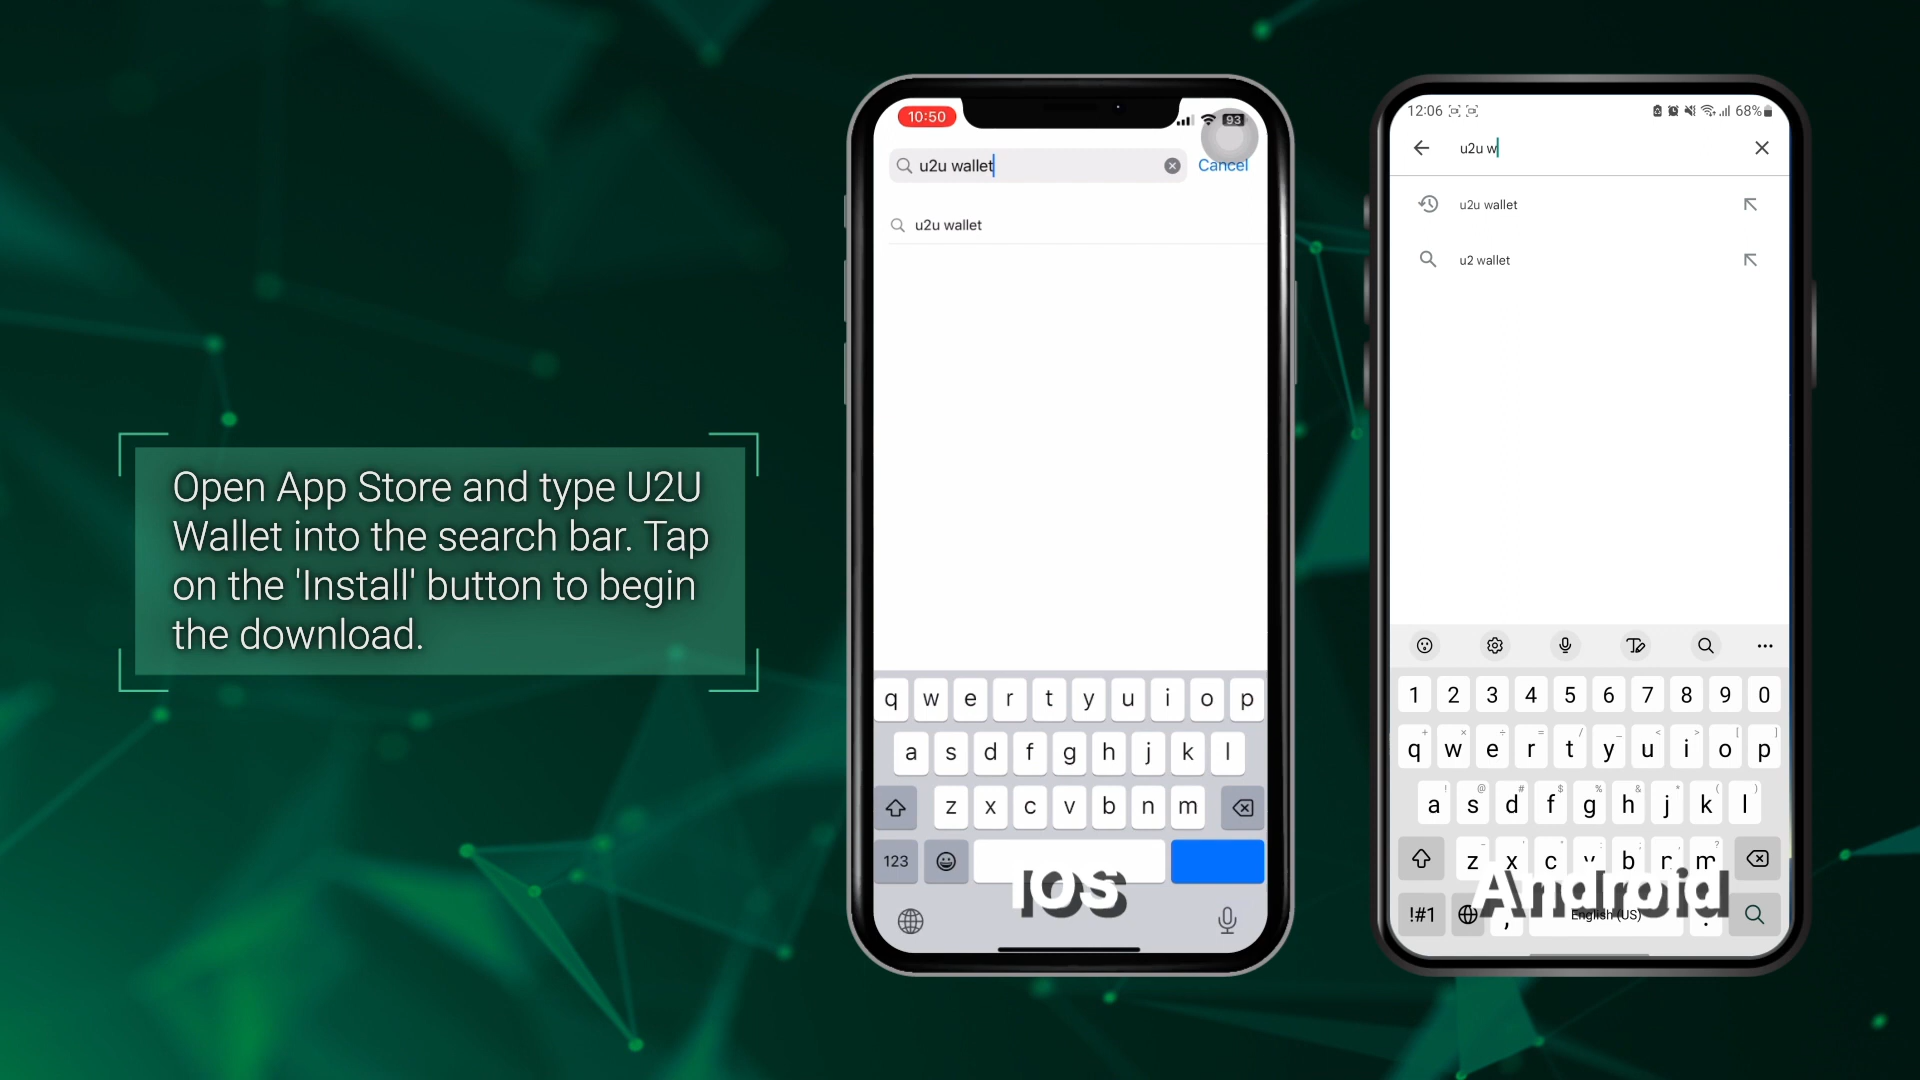 Open App Store and type U2U
Wallet into the search bar. Tap
on the 'Install' button to begin
the download.
10:50
93
u2u wallet
Cancel
u2u wallet
q w e r t y u i o p
a s d f g h j k l
z x c v b n m
123
IOS
12:06
68%
u2u w
u2u wallet
u2 wallet
1 2 3 4 5 6 7 8 9 0
q w e r t y u i o p
a s d f g h j k l
z x c v b n m
!#1
English (US)
Android